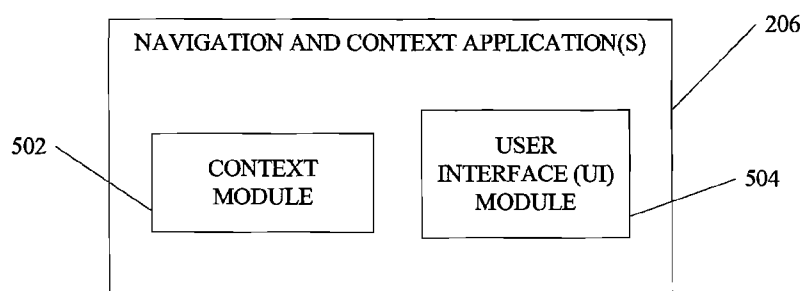 NAVIGATION AND CONTEXT APPLICATION(S)
206
502
CONTEXT
MODULE
USER
INTERFACE (UI)
MODULE
504